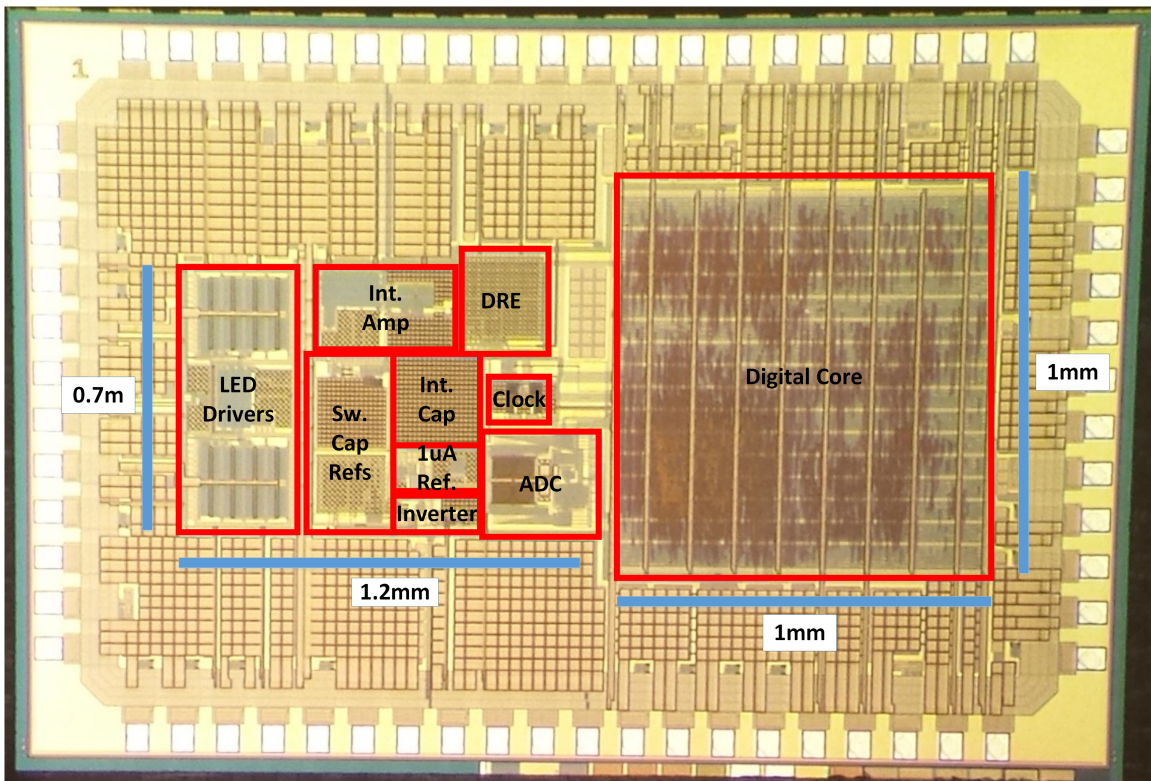 1
Int.
Amp
DRE
0.7m
LED
Drivers
Sw.
Cap
Refs
Int.
Cap
Clock
1uA
Ref.
Inverter
ADC
Digital Core
1mm
1.2mm
1mm